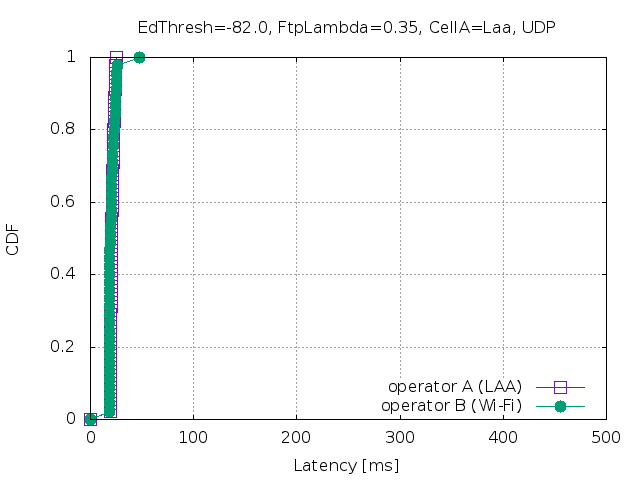 EdThresh=-82.0, FtpLambda=0.35, CellA=Laa, UDP
1
0.8
0.6
0.4
0.2
0
CDF
operator A (LAA)
operator B (Wi-Fi)
0 100 200 300 400 500
Latency [ms]